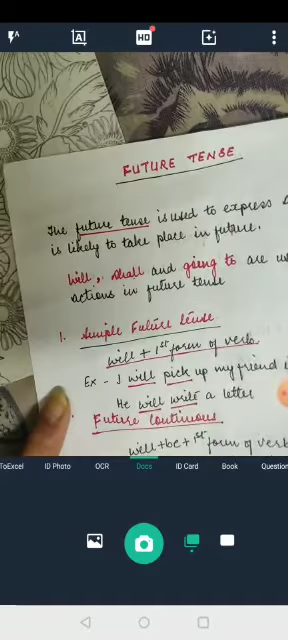 HD
FUTURE TENSE
The future tense is used to express
is likely to take place in future.
Will, shall and going to are
actions in future tense
1. Simple Future tense
will + 1st form of verb
Ex - I will pick up my friend
He will write a letter
Future Continuous
will+be+1st form of verb
ToExcel ID Photo OCR Docs ID Card Book Question